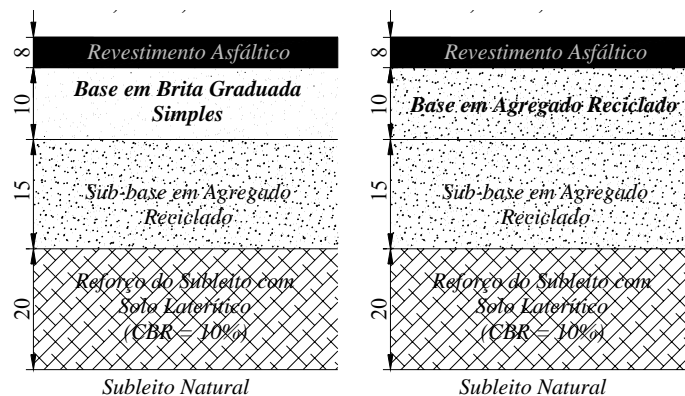 8
Revestimento Asfáltico
10
Base em Brita Graduada
Simples
15
Sub-base em Agregado
Reciclado
20
Reforço do Subleito com
Solo Laterítico
(CBR = 10%)
Subleito Natural
8
Revestimento Asfáltico
10
Base em Agregado Reciclado
15
Sub-base em Agregado
Reciclado
20
Reforço do Subleito com
Solo Laterítico
(CBR = 10%)
Subleito Natural